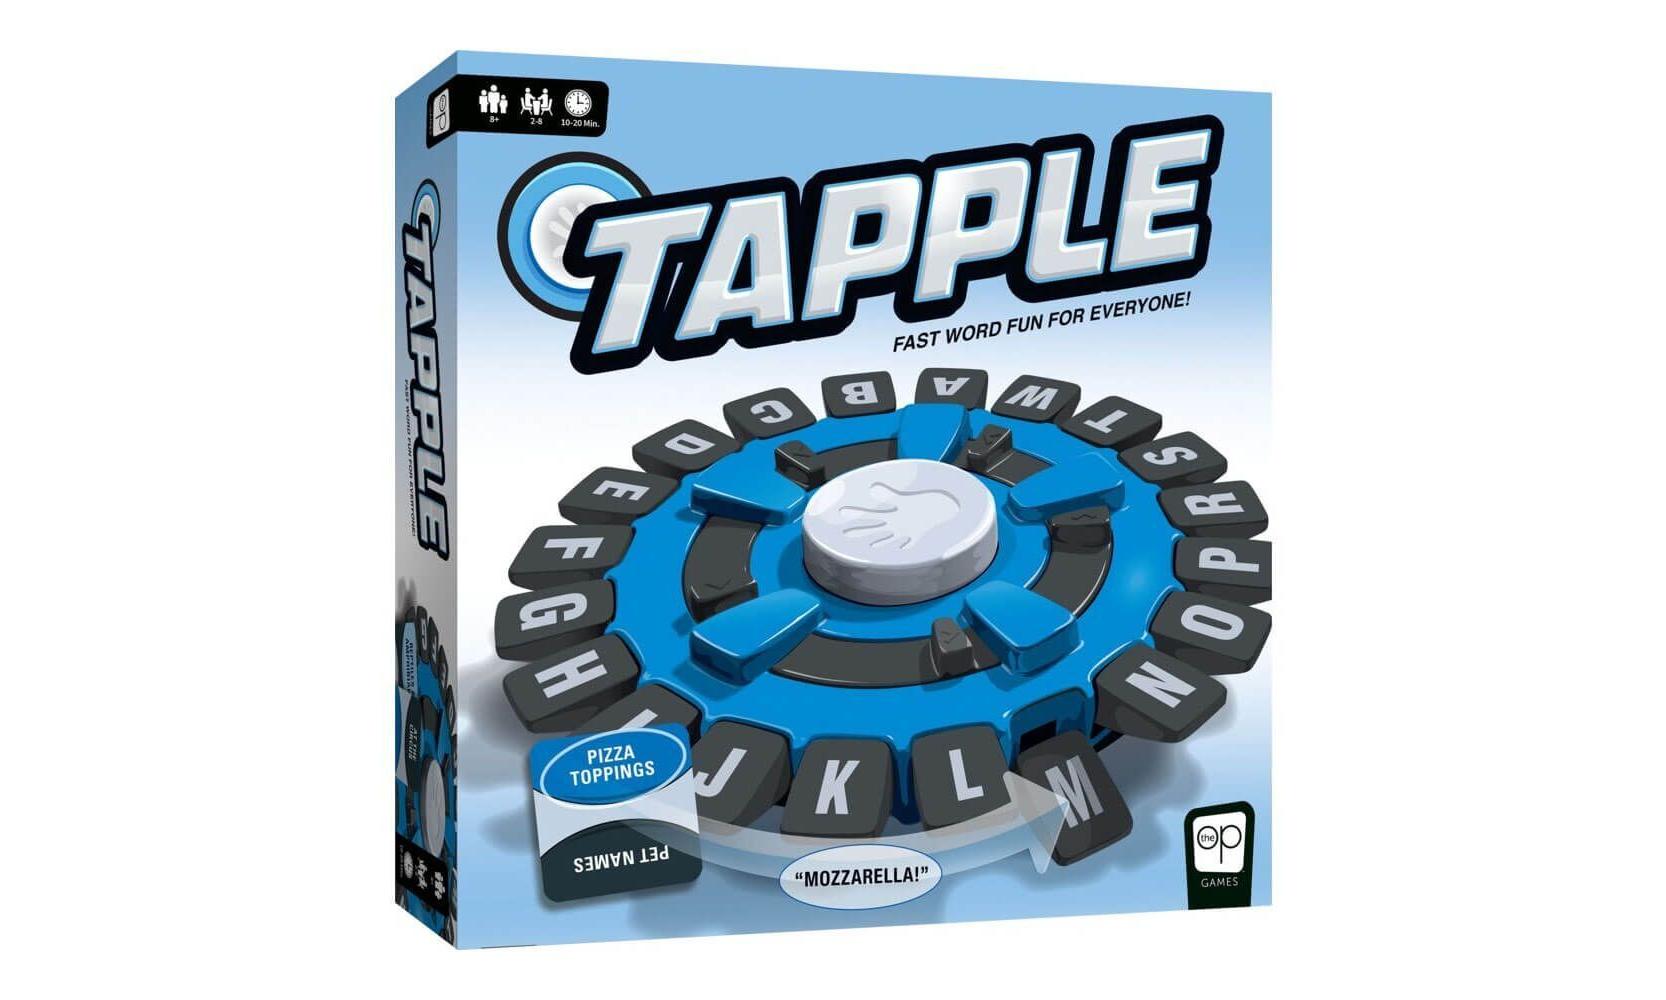 8+
2-8
10-20 Min.
TAPPLE
FAST WORD FUN FOR EVERYONE!
A
W
T
S
R
P
O
N
M
L
K
J
I
H
G
F
E
D
C
B
PIZZA
TOPPINGS
PET NAMES
“MOZZARELLA!”
the op
GAMES
op
TAPPLE
FAST WORD FUN FOR EVERYONE!